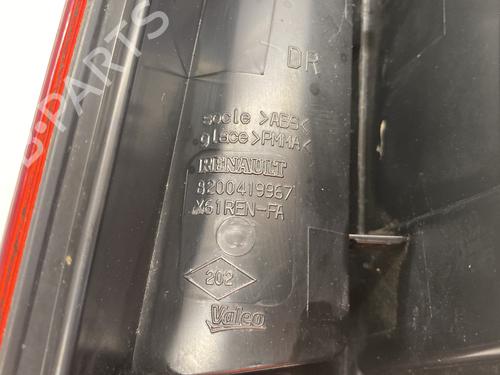 B-PARTS
DR
socle >ABS<
glace >PMMA<
RENAULT
8200419967
X61REN-FA
202
Valeo